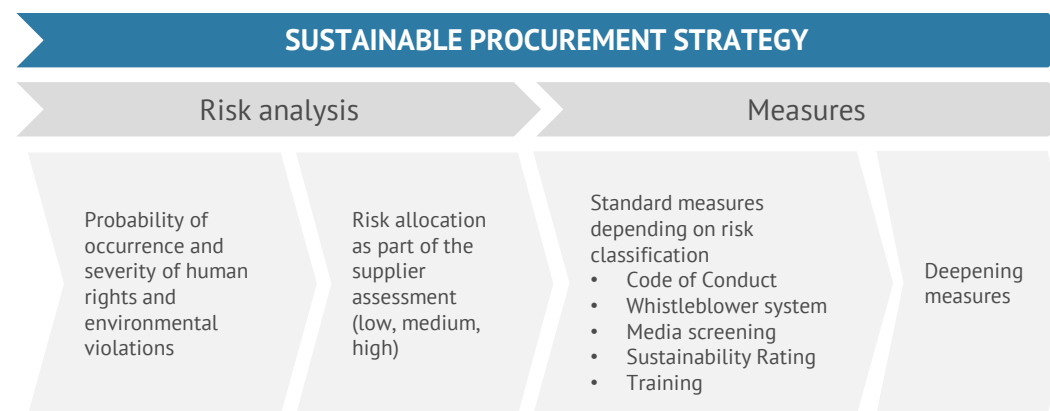 SUSTAINABLE PROCUREMENT STRATEGY
Risk analysis
Measures
Probability of
occurrence and
severity of human
rights and
environmental
violations
Risk allocation
as part of the
supplier
assessment
(low, medium,
high)
Standard measures
depending on risk
classification
• Code of Conduct
• Whistleblower system
• Media screening
• Sustainability Rating
• Training
Deepening
measures